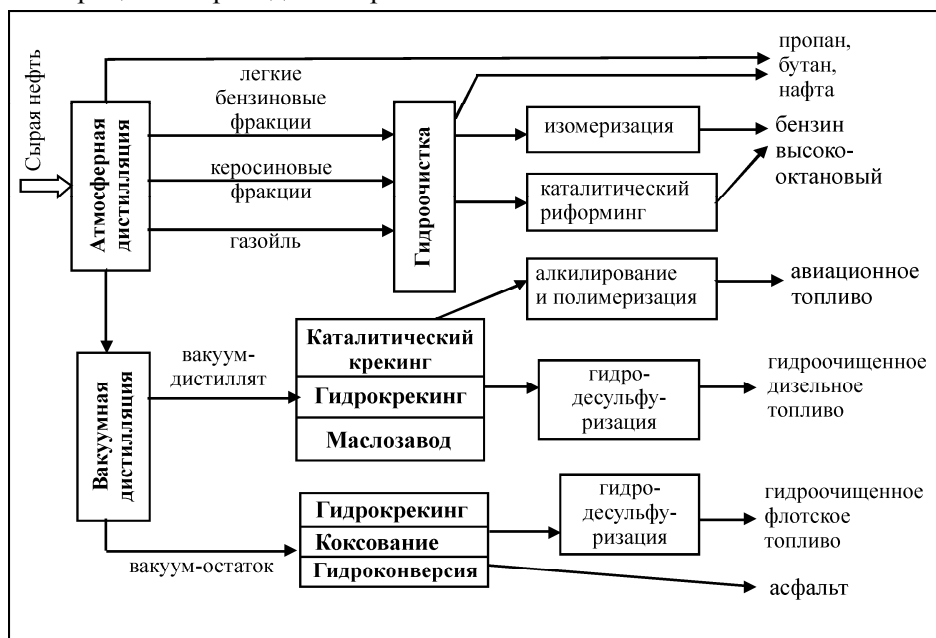 пропан,
бутан,
нафта
легкие
бензиновые
фракции
Сырая нефть
Атмосферная
дистилляция
керосиновые
фракции
газойль
Гидроочистка
изомеризация
бензин
высоко-
октановый
каталитический
риформинг
алкилирование
и полимеризация
авиационное
топливо
Вакуумная
дистилляция
вакуум-
дистиллят
Каталитический
крекинг
Гидрокрекинг
Маслозавод
гидро-
десульфу-
ризация
гидроочищенное
дизельное
топливо
вакуум-остаток
Гидрокрекинг
Коксование
Гидроконверсия
гидро-
десульфу-
ризация
гидроочищенное
флотское
топливо
асфальт